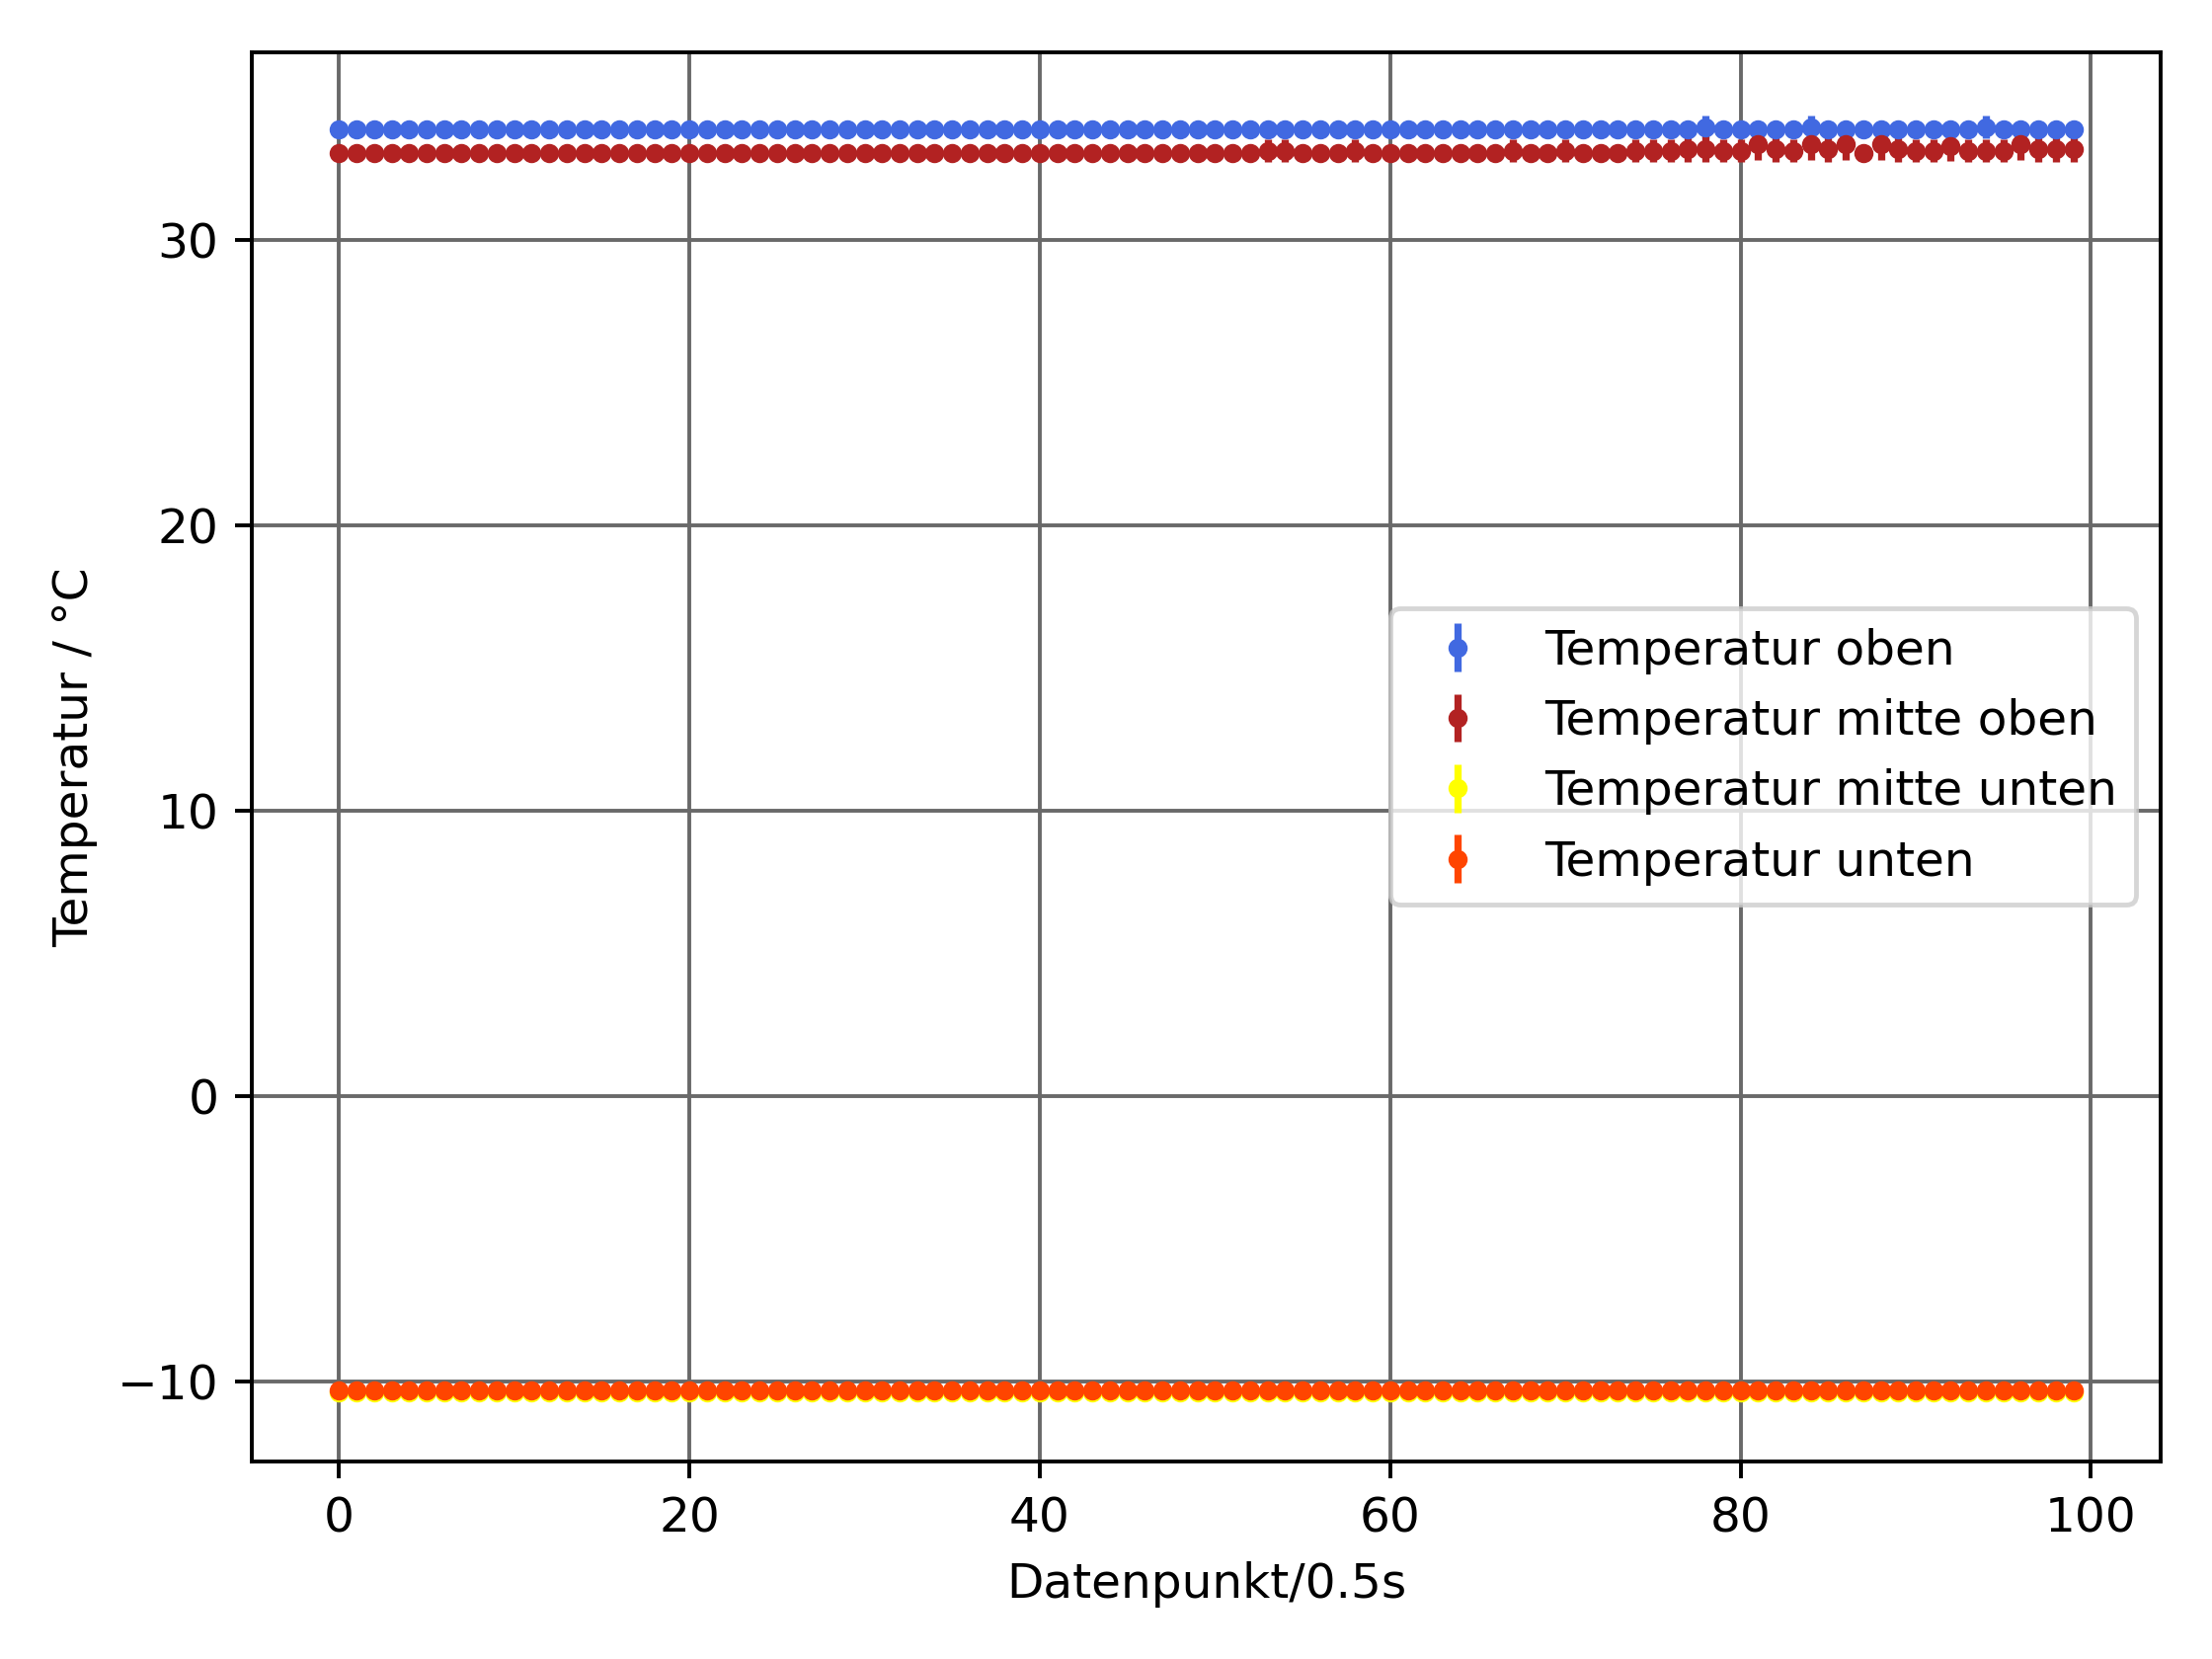 30
20
10
0
−10
Temperatur / °C
Temperatur oben
Temperatur mitte oben
Temperatur mitte unten
Temperatur unten
0 20 40 60 80 100
Datenpunkt/0.5s